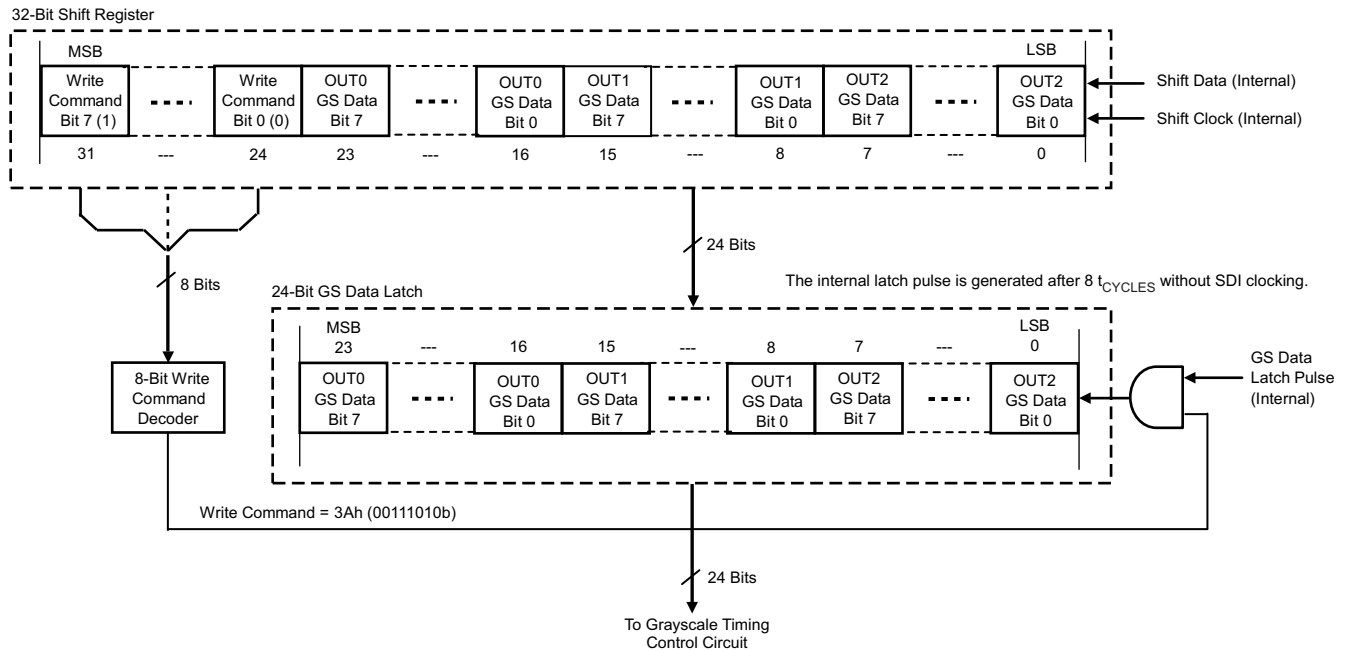 32-Bit Shift Register
MSB
LSB
Write Command Bit 7 (1)
Write Command Bit 0 (0)
OUT0 GS Data Bit 7
OUT0 GS Data Bit 0
OUT1 GS Data Bit 7
OUT1 GS Data Bit 0
OUT2 GS Data Bit 7
OUT2 GS Data Bit 0
Shift Data (Internal)
Shift Clock (Internal)
31 --- 24 23 --- 16 15 --- 8 7 --- 0
24 Bits
8 Bits
The internal latch pulse is generated after 8 tCYCLES without SDI clocking.
24-Bit GS Data Latch
MSB
LSB
23 --- 16 15 --- 8 7 --- 0
8-Bit Write Command Decoder
OUT0 GS Data Bit 7
OUT0 GS Data Bit 0
OUT1 GS Data Bit 7
OUT1 GS Data Bit 0
OUT2 GS Data Bit 7
OUT2 GS Data Bit 0
GS Data
Latch Pulse
(Internal)
Write Command = 3Ah (00111010b)
24 Bits
To Grayscale Timing
Control Circuit